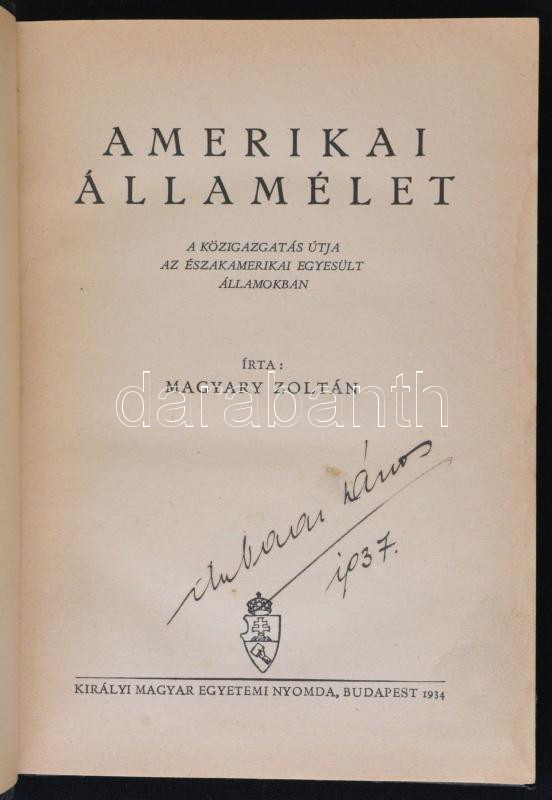 AMERIKAI
ÁLLAMÉLET
A KÖZIGAZGATÁS ÚTJA
AZ ÉSZAKAMERIKAI EGYESÜLT
ÁLLAMOKBAN
ÍRTA:
MAGYARY ZOLTÁN
darabanth
János
1937.
KIRÁLYI MAGYAR EGYETEMI NYOMDA, BUDAPEST 1934